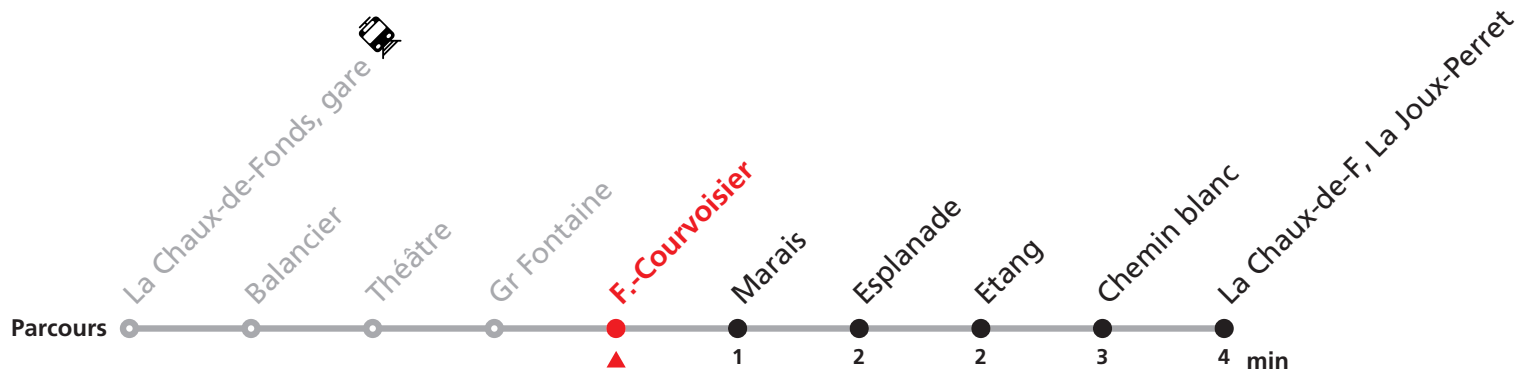 La Chaux-de-Fonds, gare
Balancier
Théâtre
Gr Fontaine
F.-Courvoisier
Marais
Esplanade
Etang
Chemin blanc
La Chaux-de-F, La Joux-Perret
Parcours
1 2 2 3 4 min